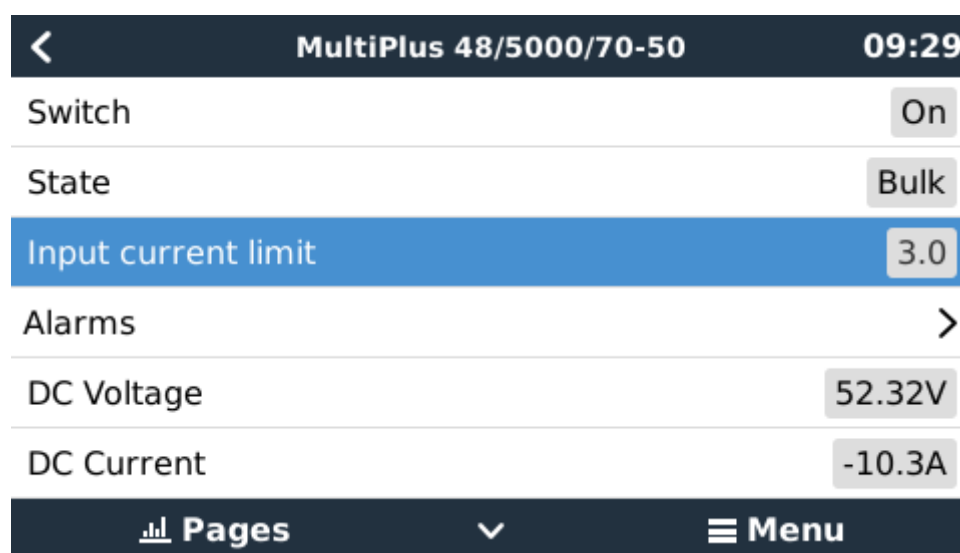 MultiPlus 48/5000/70-50 09:29
Switch On
State Bulk
Input current limit 3.0
Alarms
DC Voltage 52.32V
DC Current -10.3A
Pages Menu